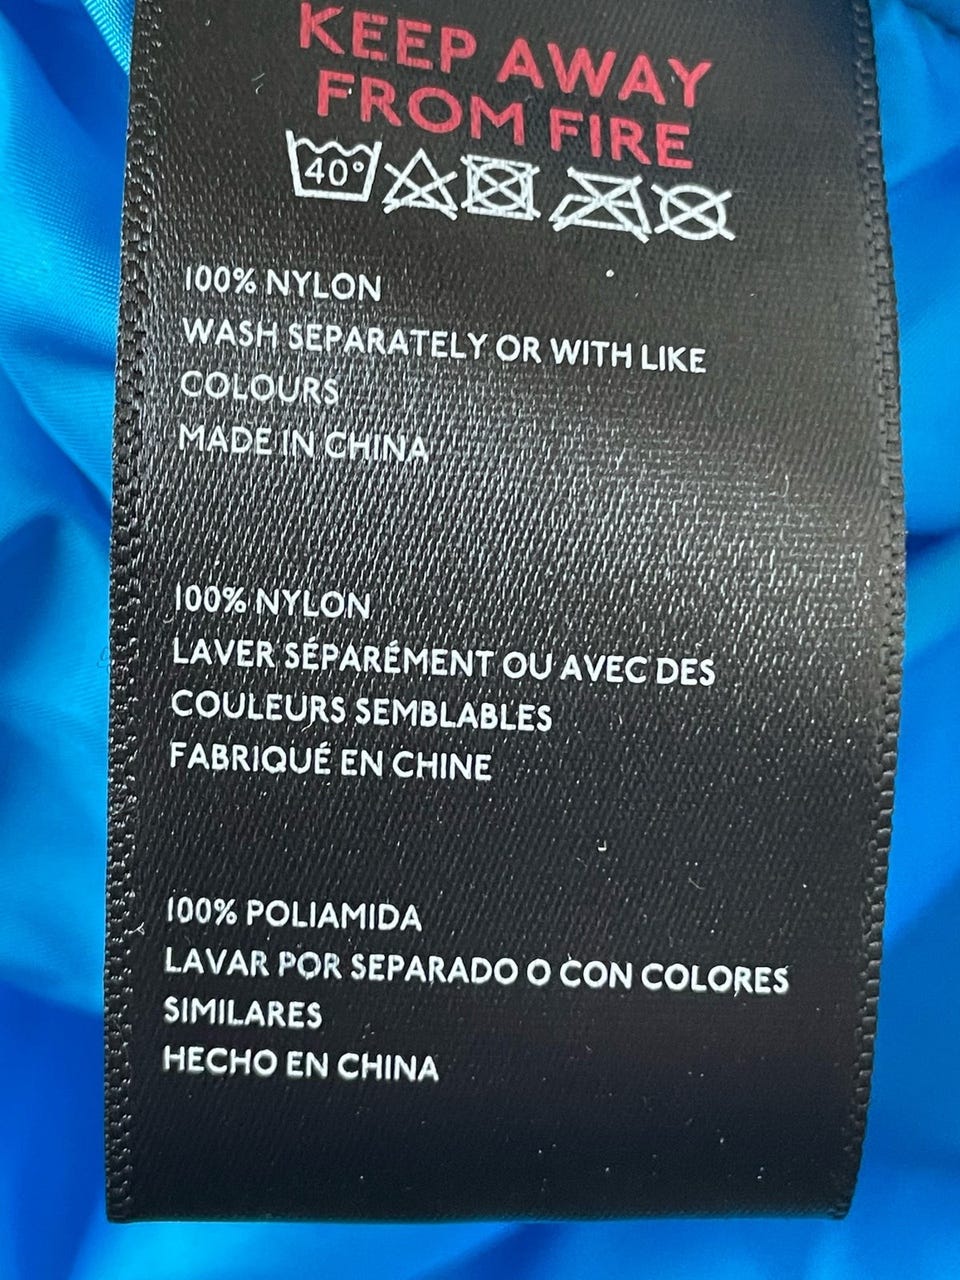 KEEP AWAY
FROM FIRE
40°
100% NYLON
WASH SEPARATELY OR WITH LIKE
COLOURS
MADE IN CHINA
100% NYLON
LAVER SÉPARÉMENT OU AVEC DES
COULEURS SEMBLABLES
FABRIQUÉ EN CHINE
100% POLIAMIDA
LAVAR POR SEPARADO O CON COLORES
SIMILARES
HECHO EN CHINA